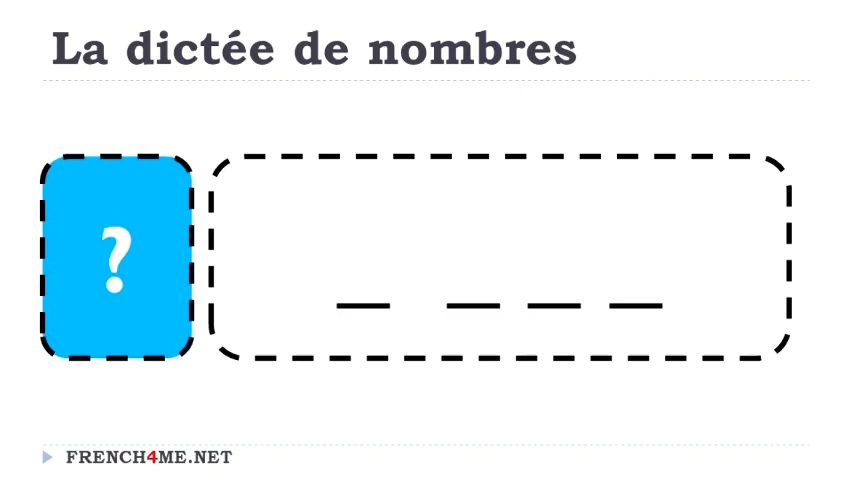 La dictée de nombres
?
_ _ _ _
FRENCH4ME.NET